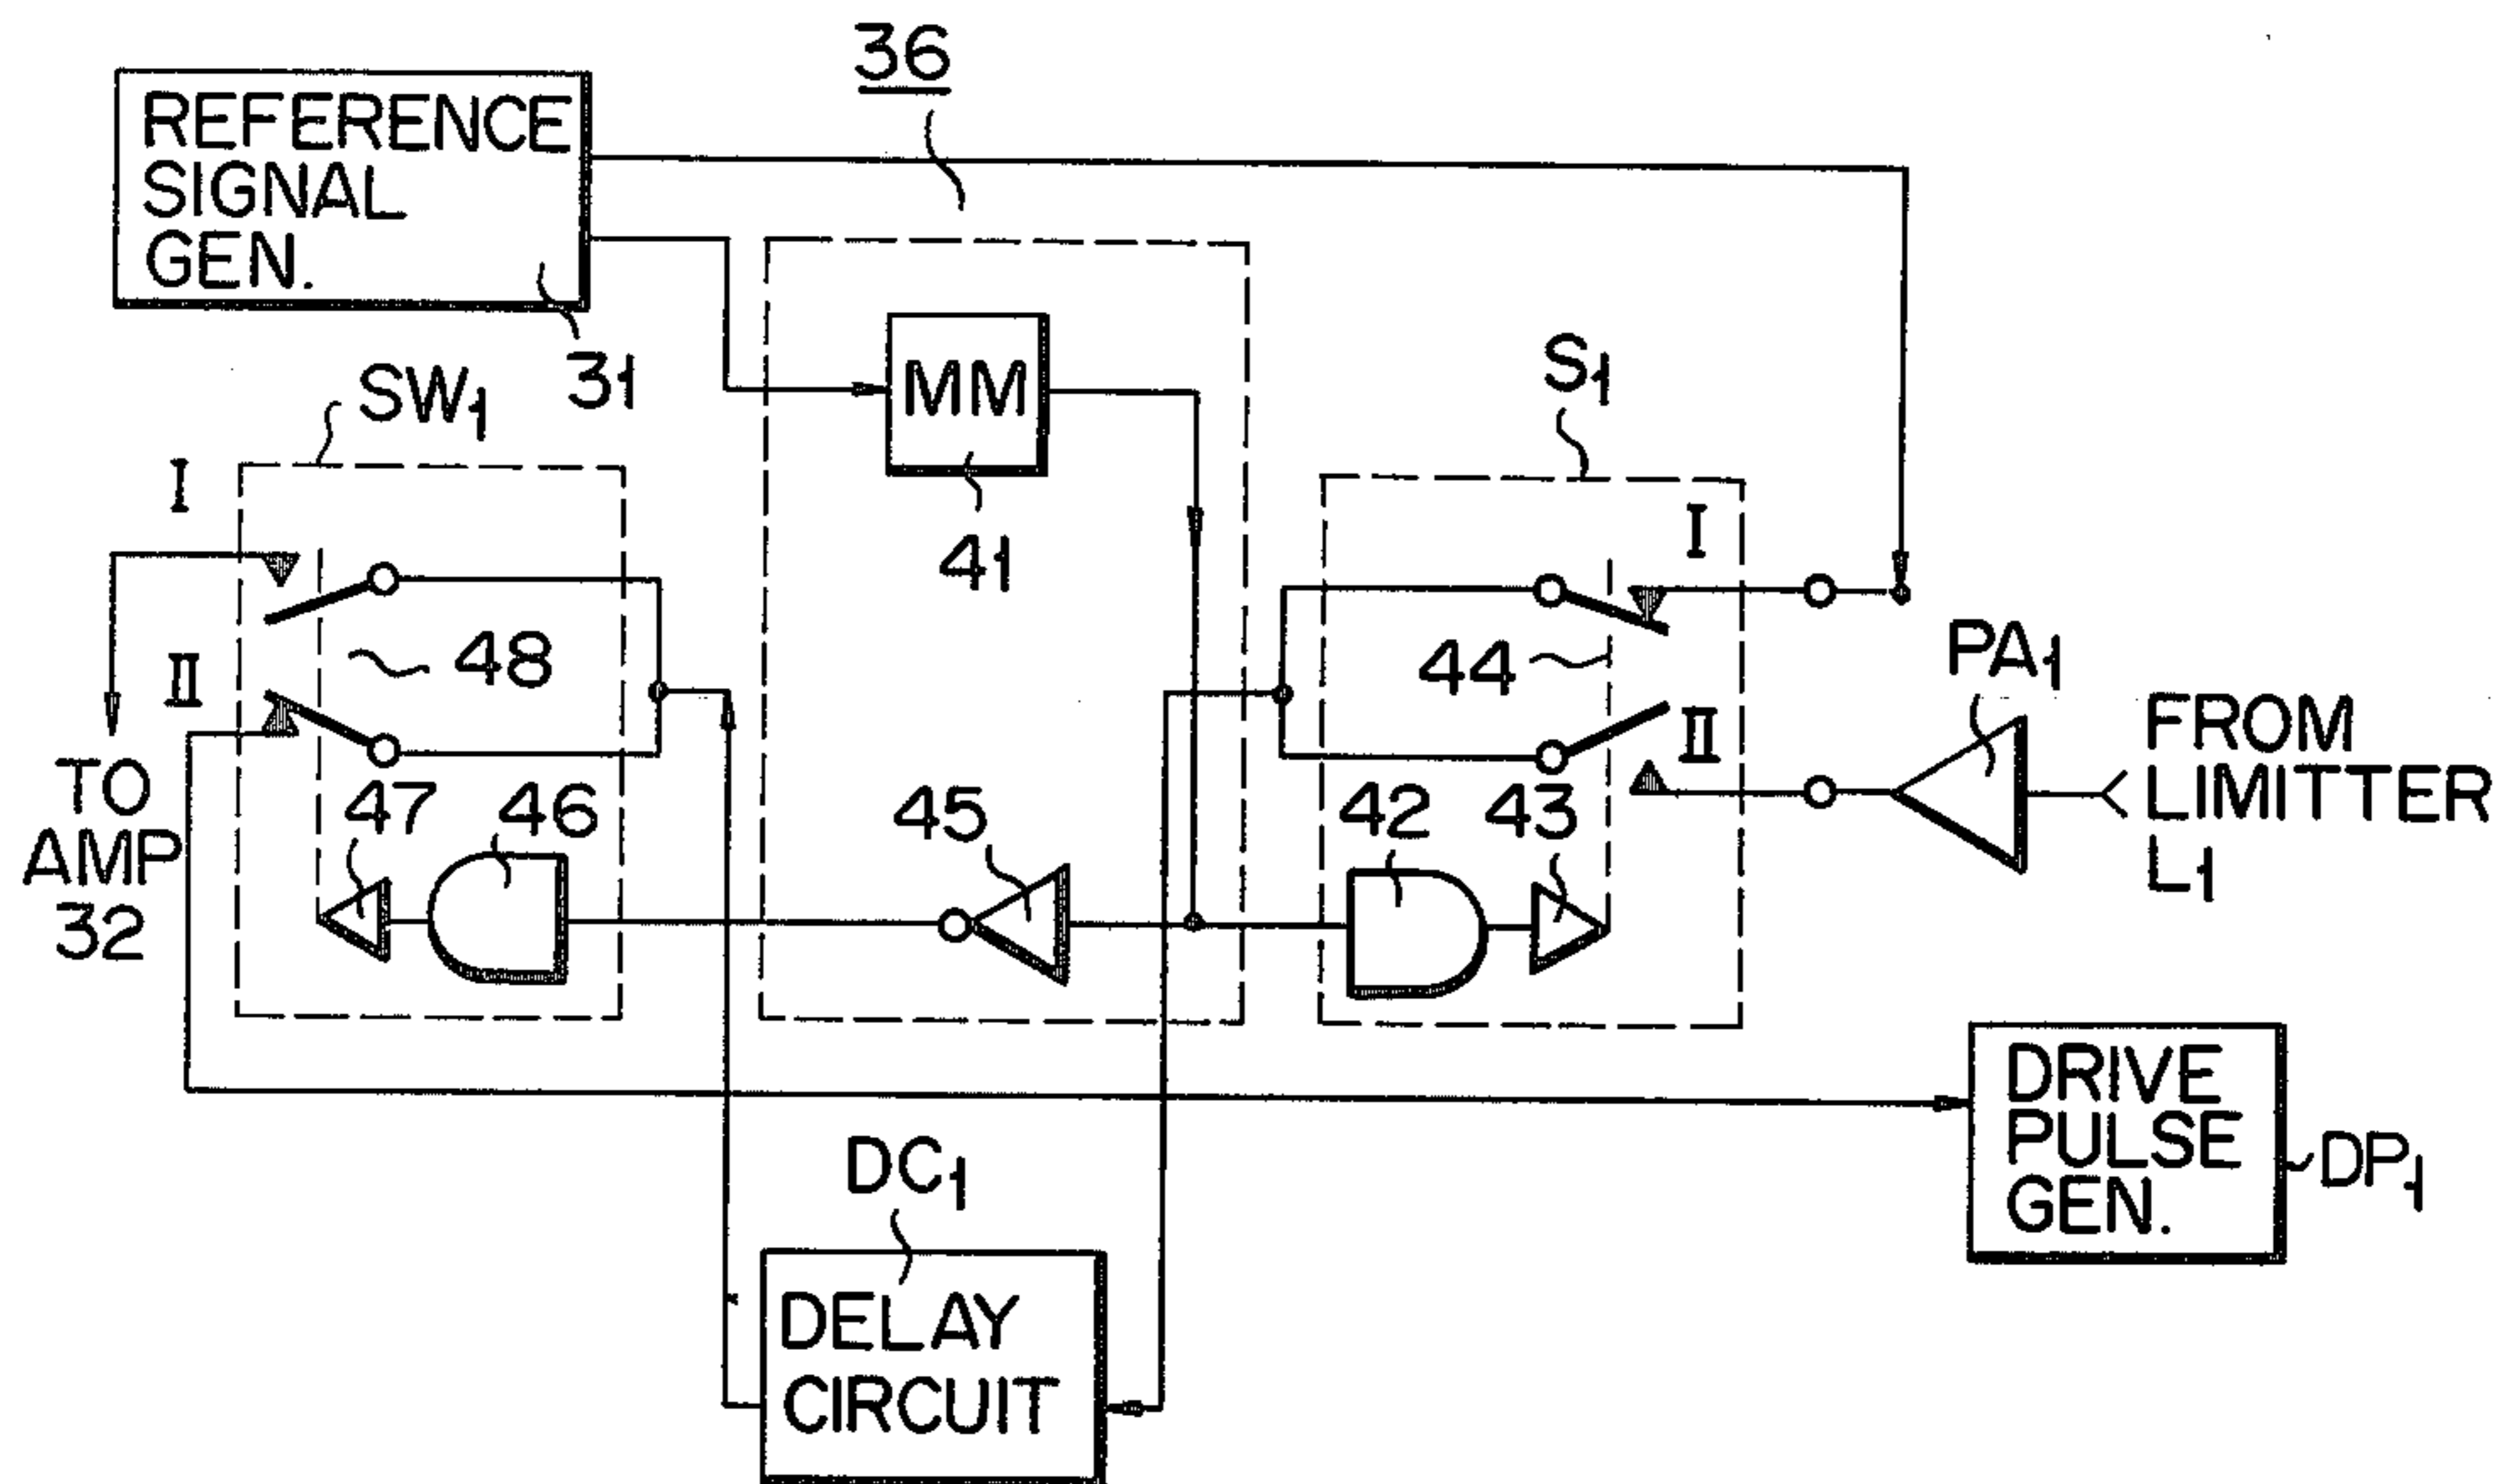 36
REFERENCE
SIGNAL
GEN.
31
SW1
I
MM
41
S1
I
48
II
44
II
PA1
FROM
LIMITTER
L1
TO
AMP
32
47
46
45
42
43
DRIVE
PULSE
GEN.
DP1
DC1
DELAY
CIRCUIT